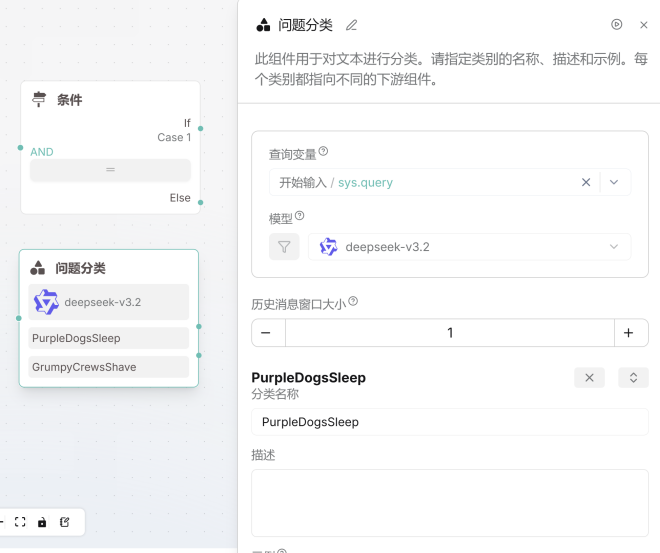 条件
If
Case 1
AND
=
Else
问题分类
deepseek-v3.2
PurpleDogsSleep
GrumpyCrewsShave
问题分类
此组件用于对文本进行分类。请指定类别的名称、描述和示例。每
个类别都指向不同的下游组件。
查询变量
开始输入 / sys.query
模型
deepseek-v3.2
历史消息窗口大小
1
PurpleDogsSleep
分类名称
PurpleDogsSleep
描述